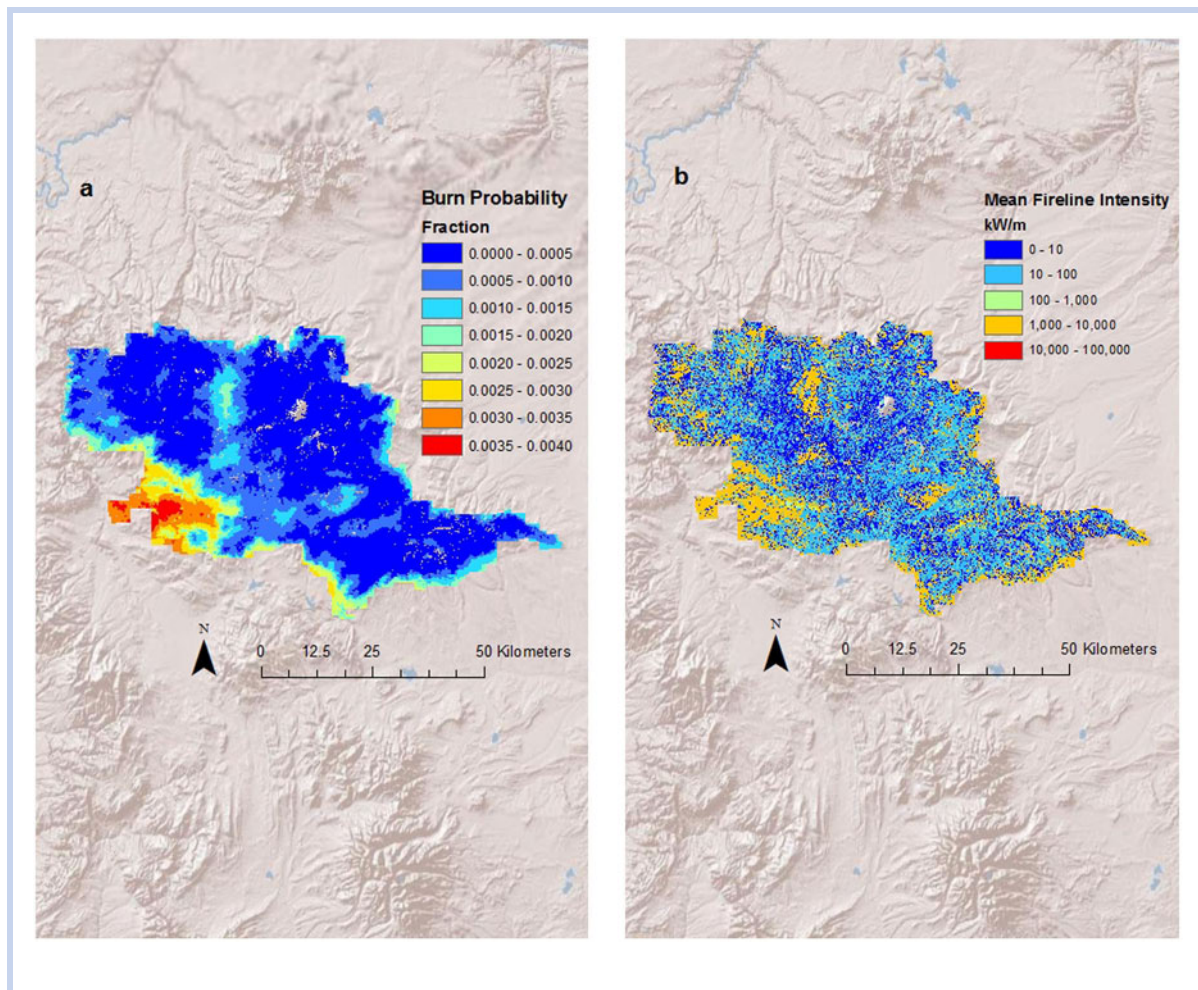 a
Burn Probability
Fraction
0.0000 - 0.0005
0.0005 - 0.0010
0.0010 - 0.0015
0.0015 - 0.0020
0.0020 - 0.0025
0.0025 - 0.0030
0.0030 - 0.0035
0.0035 - 0.0040
N
0 12.5 25 50 Kilometers
b
Mean Fireline Intensity
kW/m
0 - 10
10 - 100
100 - 1,000
1,000 - 10,000
10,000 - 100,000
N
0 12.5 25 50 Kilometers